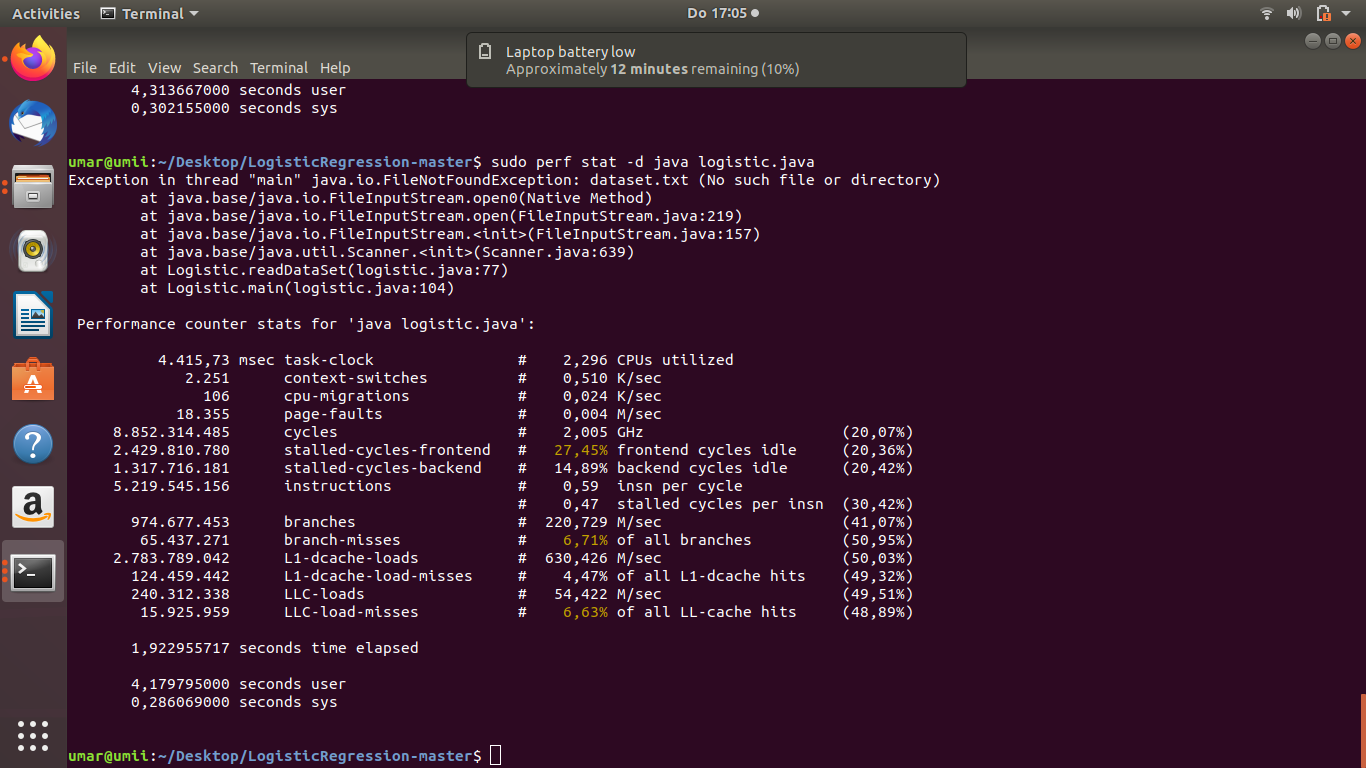 Activities Terminal Do 17:05
Laptop battery low
Approximately 12 minutes remaining (10%)
File Edit View Search Terminal Help
4,313667000 seconds user
0,302155000 seconds sys
umar@umii:~/Desktop/LogisticRegression-master$ sudo perf stat -d java logistic.java
Exception in thread "main" java.io.FileNotFoundException: dataset.txt (No such file or directory)
at java.base/java.io.FileInputStream.open0(Native Method)
at java.base/java.io.FileInputStream.open(FileInputStream.java:219)
at java.base/java.io.FileInputStream.<init>(FileInputStream.java:157)
at java.base/java.util.Scanner.<init>(Scanner.java:639)
at Logistic.readDataSet(logistic.java:77)
at Logistic.main(logistic.java:104)
Performance counter stats for 'java logistic.java':
4.415,73 msec task-clock # 2,296 CPUs utilized
2.251 context-switches # 0,510 K/sec
106 cpu-migrations # 0,024 K/sec
18.355 page-faults # 0,004 M/sec
8.852.314.485 cycles # 2,005 GHz (20,07%)
2.429.810.780 stalled-cycles-frontend # 27,45% frontend cycles idle (20,36%)
1.317.716.181 stalled-cycles-backend # 14,89% backend cycles idle (20,42%)
5.219.545.156 instructions # 0,59 insn per cycle
# 0,47 stalled cycles per insn (30,42%)
974.677.453 branches # 220,729 M/sec (41,07%)
65.437.271 branch-misses # 6,71% of all branches (50,95%)
2.783.789.042 L1-dcache-loads # 630,426 M/sec (50,03%)
124.459.442 L1-dcache-load-misses # 4,47% of all L1-dcache hits (49,32%)
240.312.338 LLC-loads # 54,422 M/sec (49,51%)
15.925.959 LLC-load-misses # 6,63% of all LL-cache hits (48,89%)
1,922955717 seconds time elapsed
4,179795000 seconds user
0,286069000 seconds sys
umar@umii:~/Desktop/LogisticRegression-master$